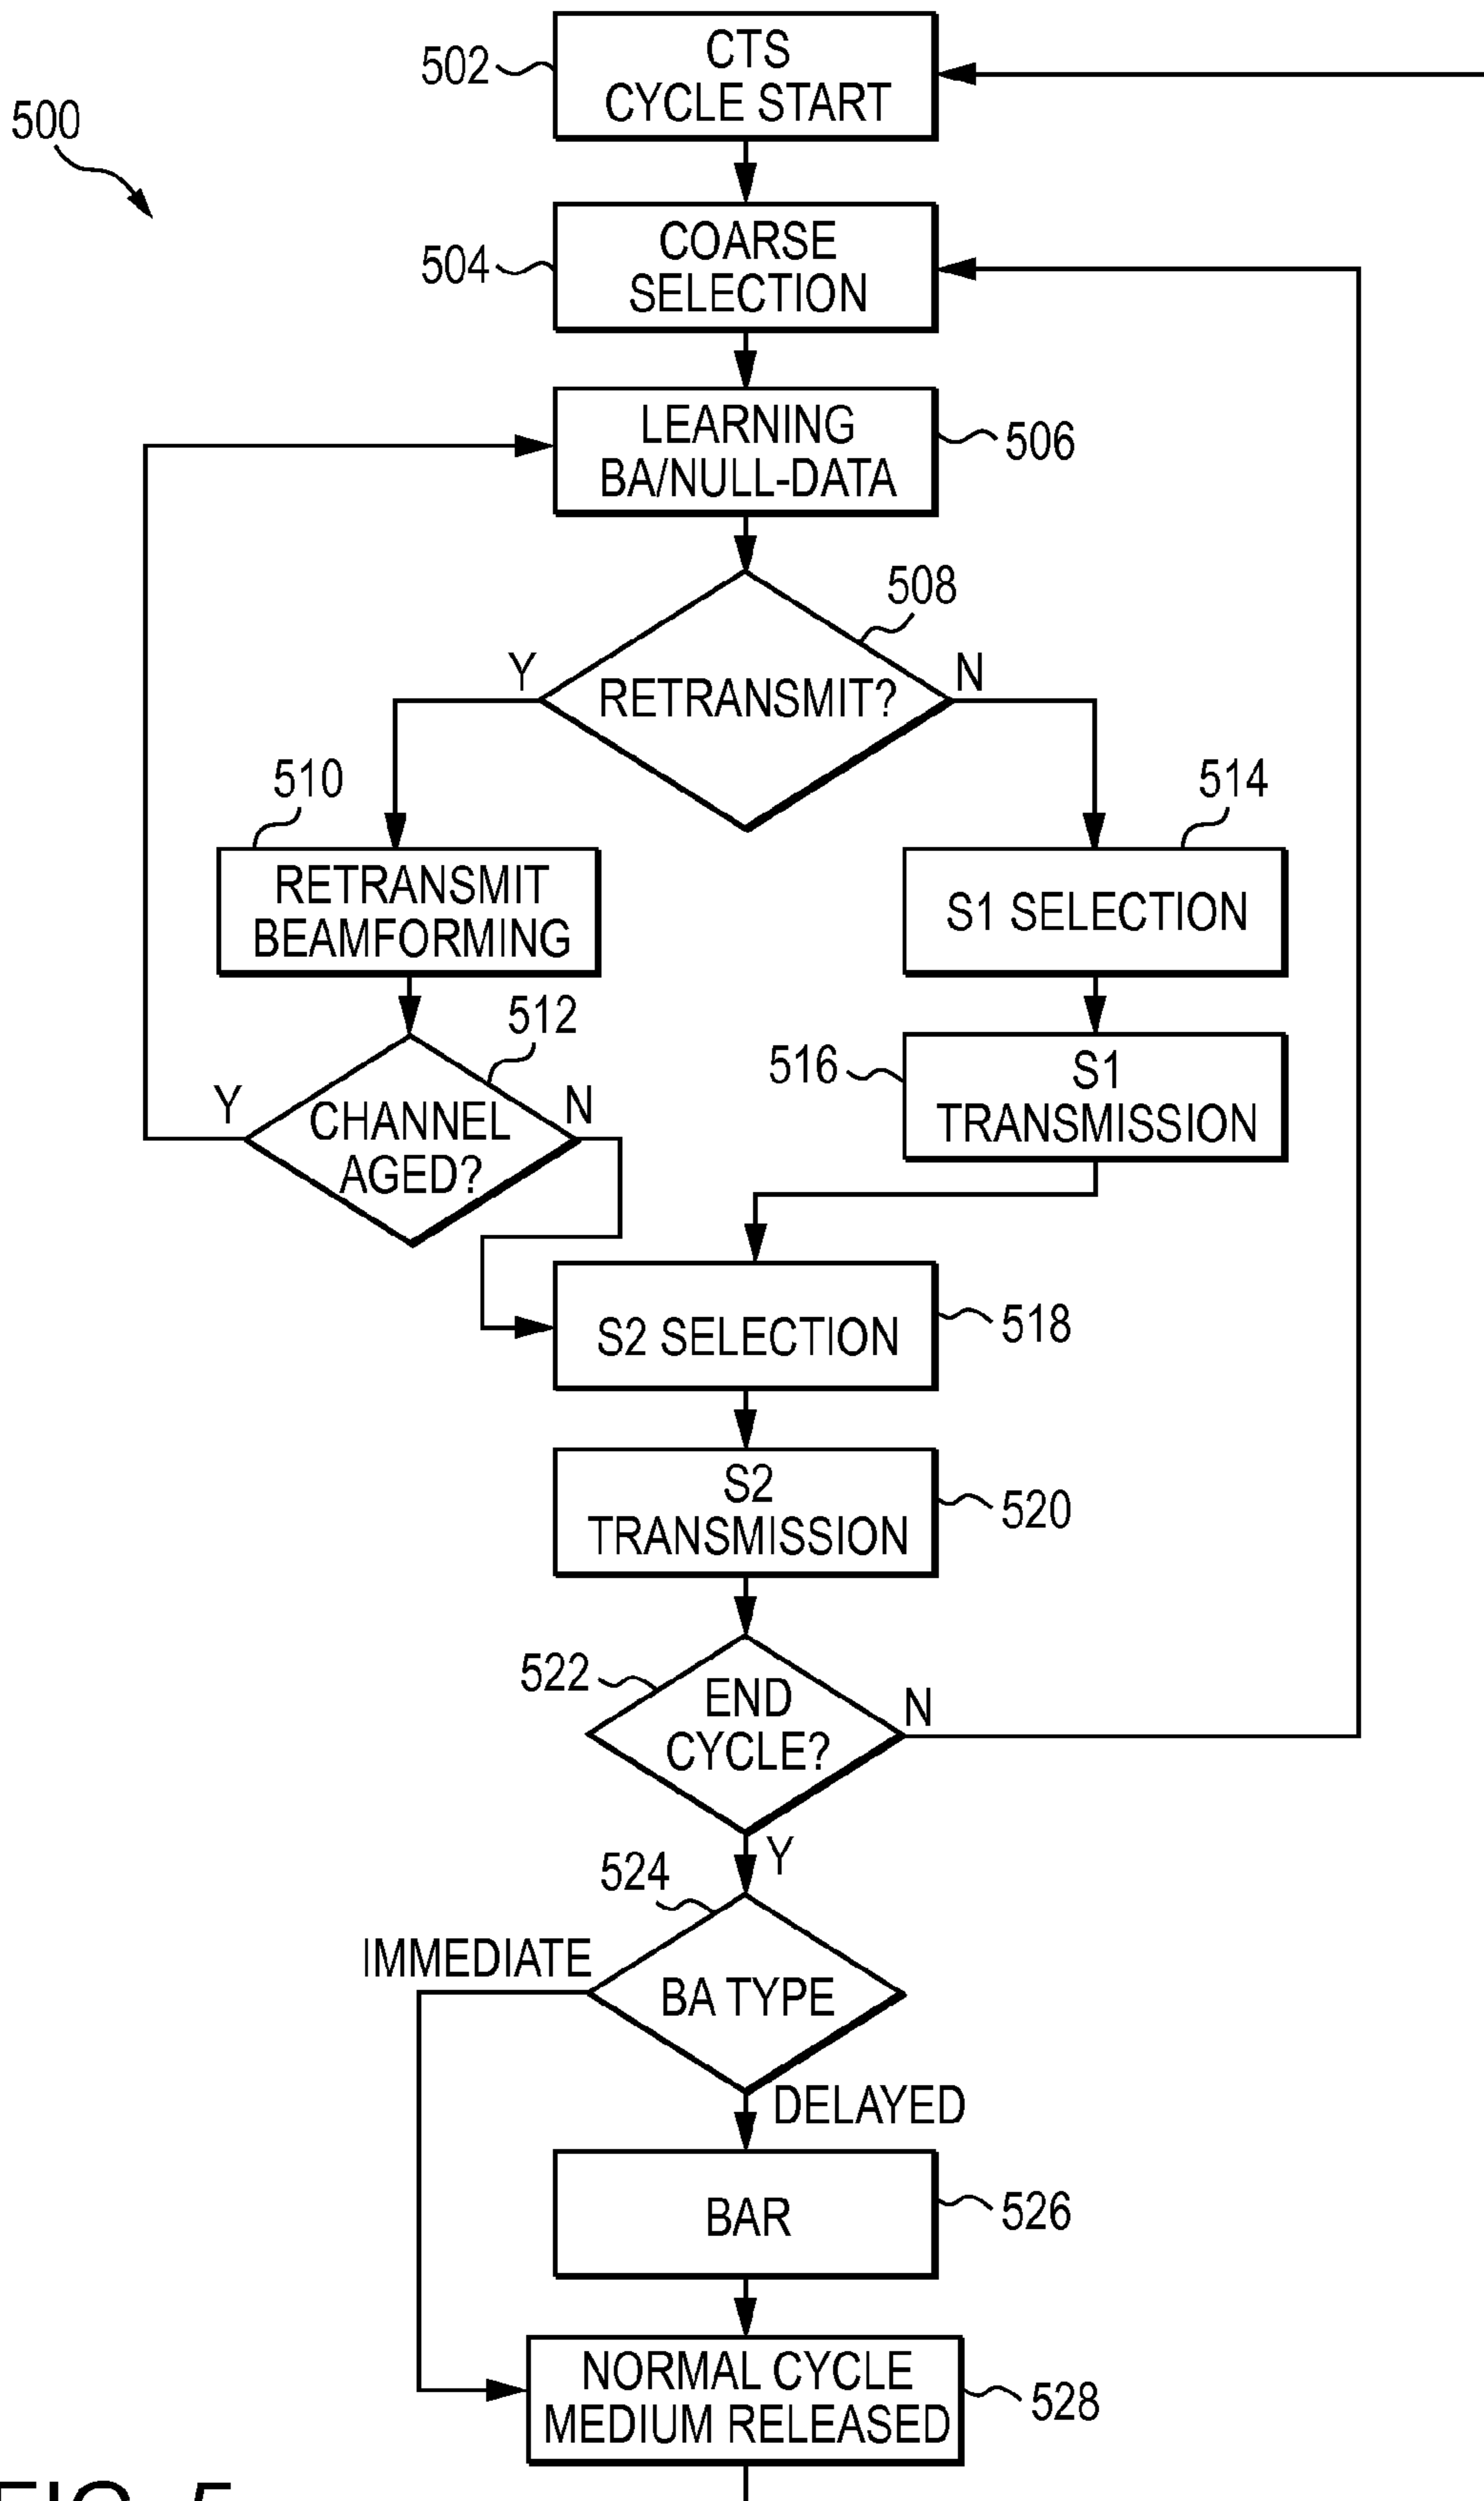 502
CTS
CYCLE START
500
504
COARSE
SELECTION
LEARNING
BA/NULL-DATA
506
508
Y
RETRANSMIT?
N
510
514
RETRANSMIT
BEAMFORMING
S1 SELECTION
512
516
S1
TRANSMISSION
Y
CHANNEL
AGED?
N
S2 SELECTION
518
S2
TRANSMISSION
520
522
END
CYCLE?
N
Y
524
IMMEDIATE
BA TYPE
DELAYED
BAR
526
NORMAL CYCLE
MEDIUM RELEASED
528